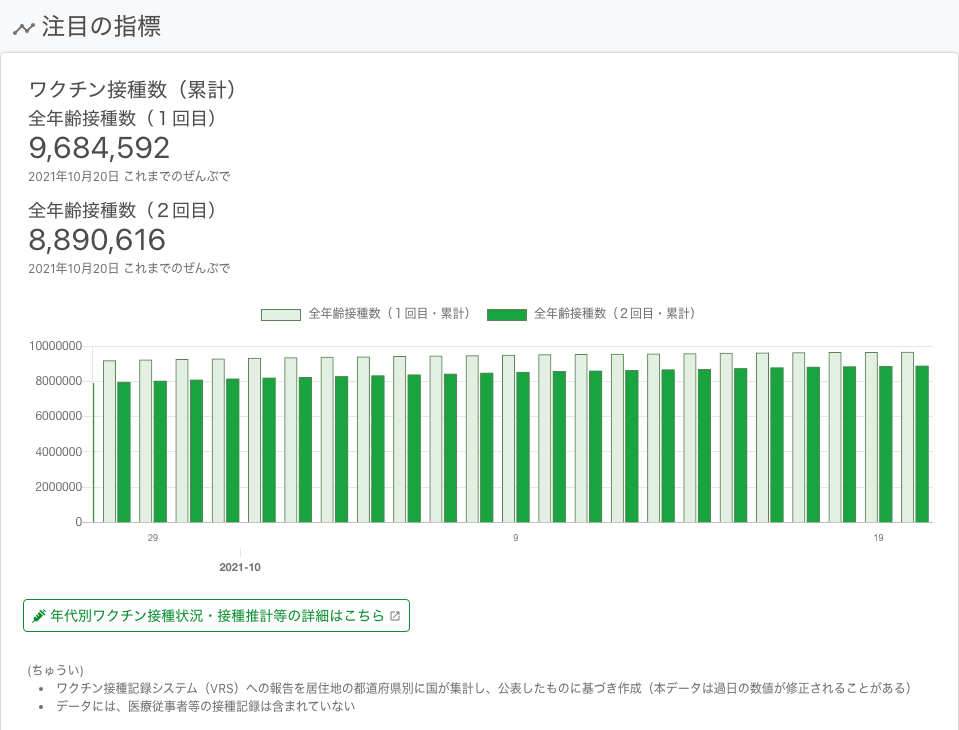 注目の指標
ワクチン接種数（累計）
全年齢接種数（１回目）
9,684,592
2021年10月20日 これまでのぜんぶで
全年齢接種数（２回目）
8,890,616
2021年10月20日 これまでのぜんぶで
全年齢接種数（１回目・累計） 全年齢接種数（２回目・累計）
10000000
8000000
6000000
4000000
2000000
0
29 9 19
2021-10
年代別ワクチン接種状況・接種推計等の詳細はこちら
(ちゅうい)
• ワクチン接種記録システム（VRS）への報告を居住地の都道府県別に国が集計し、公表したものに基づき作成（本データは過日の数値が修正されることがある）
• データには、医療従事者等の接種記録は含まれていない